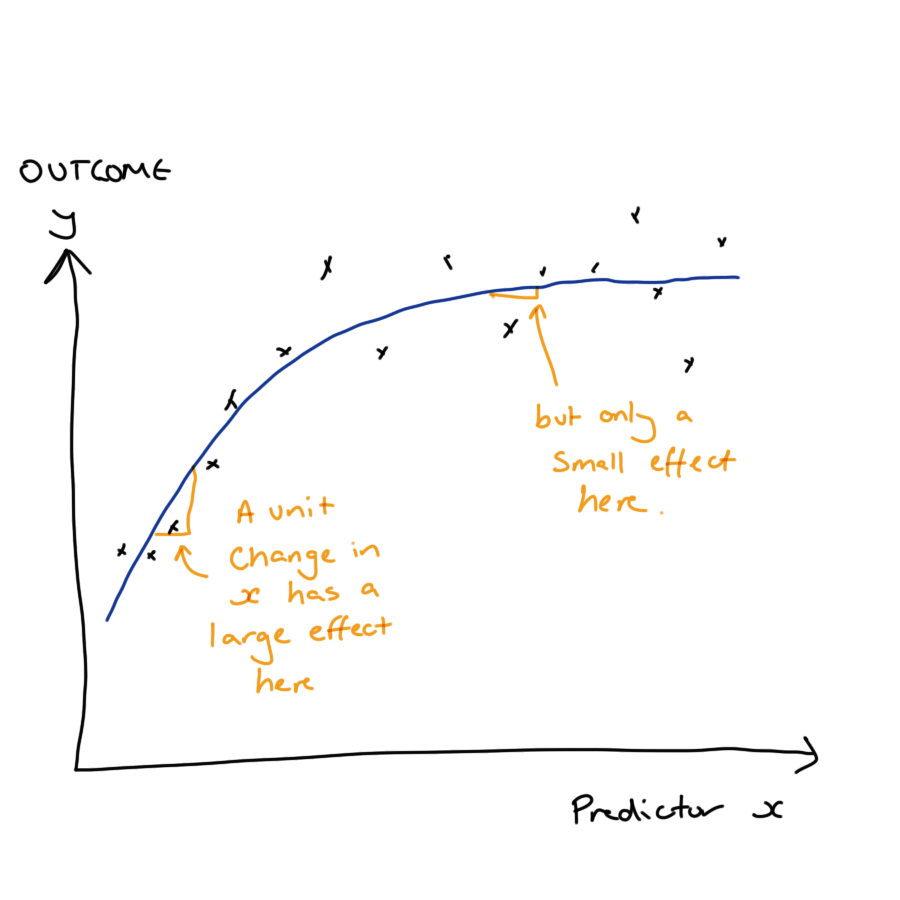 OUTCOME
y
but only a
small effect
here.
A unit
change in
x has a
large effect
here
Predictor x